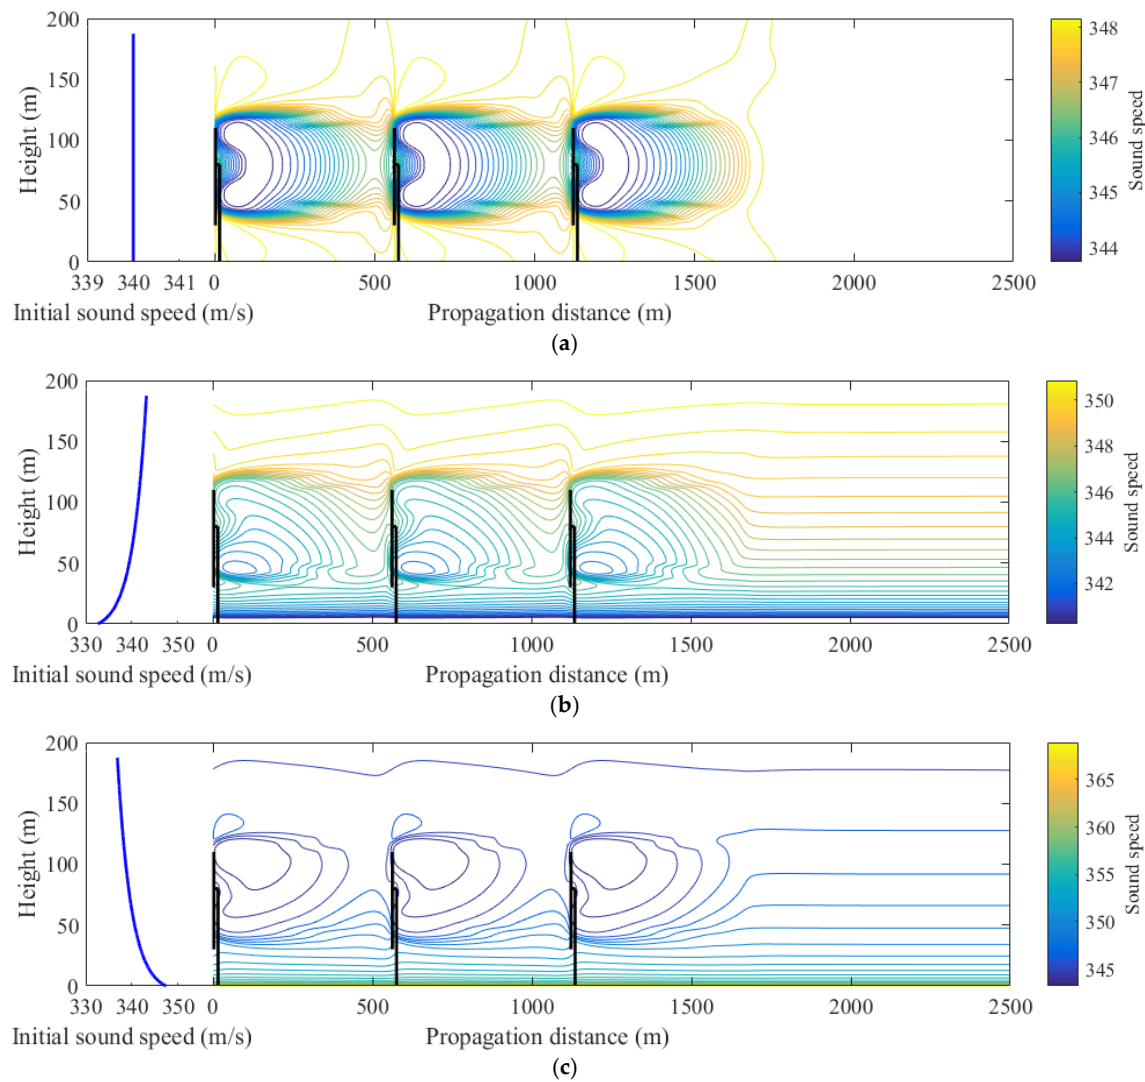 200
150
100
50
0
Height (m)
339 340 341 0 500 1000 1500 2000 2500
Initial sound speed (m/s) Propagation distance (m)
348
347
346
345
344
Sound speed
(a)
200
150
100
50
0
Height (m)
330 340 350 0 500 1000 1500 2000 2500
Initial sound speed (m/s) Propagation distance (m)
350
348
346
344
342
Sound speed
(b)
200
150
100
50
0
Height (m)
330 340 350 0 500 1000 1500 2000 2500
Initial sound speed (m/s) Propagation distance (m)
365
360
355
350
345
Sound speed
(c)